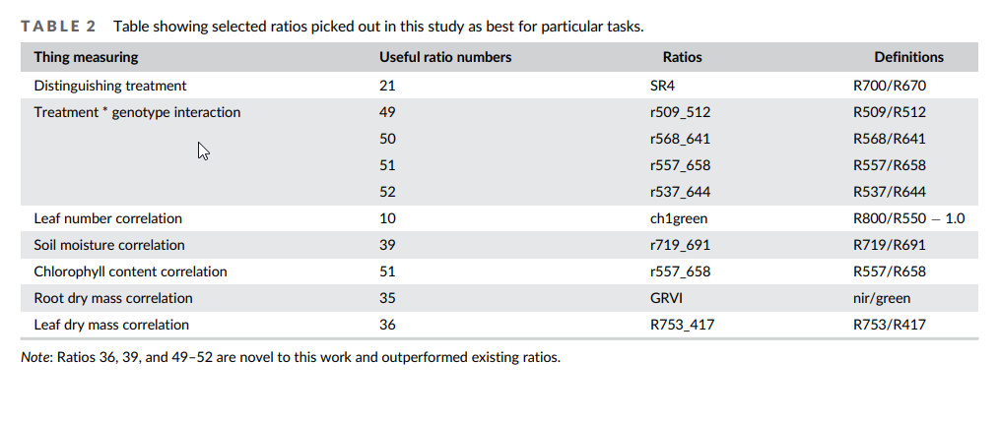 TABLE 2 Table showing selected ratios picked out in this study as best for particular tasks.
Thing measuring Useful ratio numbers Ratios Definitions
Distinguishing treatment 21 SR4 R700/R670
Treatment * genotype interaction 49 r509_512 R509/R512
50 r568_641 R568/R641
51 r557_658 R557/R658
52 r537_644 R537/R644
Leaf number correlation 10 ch1green R800/R550 − 1.0
Soil moisture correlation 39 r719_691 R719/R691
Chlorophyll content correlation 51 r557_658 R557/R658
Root dry mass correlation 35 GRVI nir/green
Leaf dry mass correlation 36 R753_417 R753/R417
Note: Ratios 36, 39, and 49–52 are novel to this work and outperformed existing ratios.